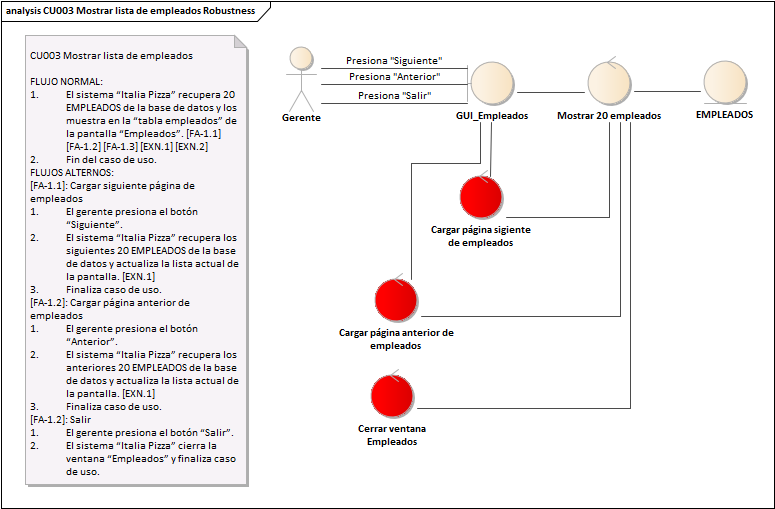 analysis CU003 Mostrar lista de empleados Robustness
CU003 Mostrar lista de empleados
FLUJO NORMAL:
1. El sistema “Italia Pizza” recupera 20
EMPLEADOS de la base de datos y los
muestra en la “tabla empleados” de
la pantalla “Empleados”. [FA-1.1]
[FA-1.2] [FA-1.3] [EXN.1] [EXN.2]
2. Fin del caso de uso.
FLUJOS ALTERNOS:
[FA-1.1]: Cargar siguiente página de
empleados
1. El gerente presiona el botón
“Siguiente”.
2. El sistema “Italia Pizza” recupera los
siguientes 20 EMPLEADOS de la base
de datos y actualiza la lista actual de
la pantalla. [EXN.1]
3. Finaliza caso de uso.
[FA-1.2]: Cargar página anterior de
empleados
1. El gerente presiona el botón
“Anterior”.
2. El sistema “Italia Pizza” recupera los
anteriores 20 EMPLEADOS de la base
de datos y actualiza la lista actual de
la pantalla. [EXN.1]
3. Finaliza caso de uso.
[FA-1.2]: Salir
1. El gerente presiona el botón “Salir”.
2. El sistema “Italia Pizza” cierra la
ventana “Empleados” y finaliza caso
de uso.
Presiona "Siguiente"
Presiona "Anterior"
Presiona "Salir"
Gerente
GUI_Empleados
Mostrar 20 empleados
EMPLEADOS
Cargar página sigiente
de empleados
Cargar página anterior de
empleados
Cerrar ventana
Empleados